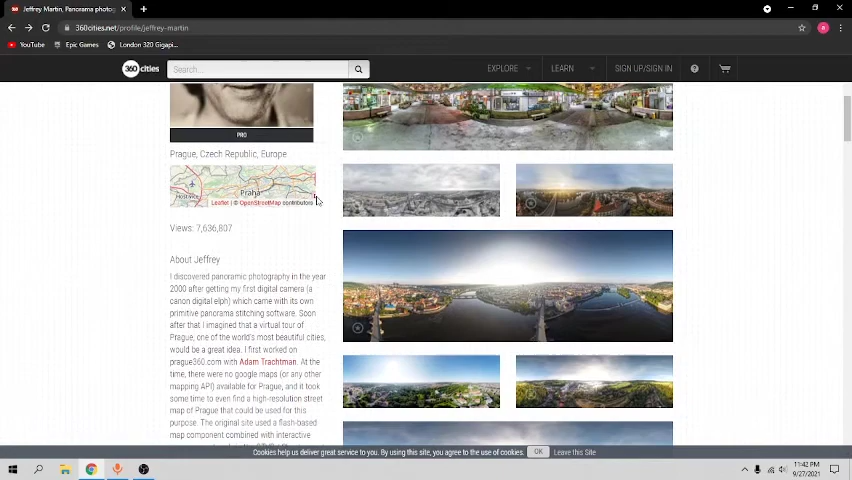 Jeffrey Martin, Panorama photog
360cities.net/profile/jeffrey-martin
YouTube
Epic Games
London 320 Gigapi...
360 cities
Search...
EXPLORE
LEARN
SIGN UP/SIGN IN
PRO
Prague, Czech Republic, Europe
Praha
Leaflet | © OpenStreetMap contributors
Views: 7,636,807
About Jeffrey
I discovered panoramic photography in the year
2000 after getting my first digital camera (a
canon digital elph) which came with its own
primitive panorama stitching software. Soon
after that I imagined that a virtual tour of
Prague, one of the world's most beautiful cities,
would be a great idea. I first worked on
prague360.com with Adam Trachtman. At the
time, there were no google maps (or any other
mapping API) available for Prague, and it took
some time to even find a high-resolution street
map of Prague that could be used for this
purpose. The original site used a flash-based
map component combined with interactive
Cookies help us deliver great service to you. By using this site, you agree to the use of cookies.
OK
Leave this Site
11:42 PM
9/27/2021